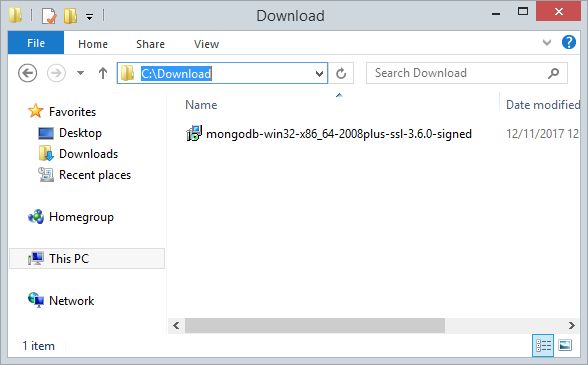 Download
File Home Share View
C:\Download
Search Download
Favorites
Desktop
Downloads
Recent places
Homegroup
This PC
Network
Name Date modified
mongodb-win32-x86_64-2008plus-ssl-3.6.0-signed 12/11/2017 12
1 item